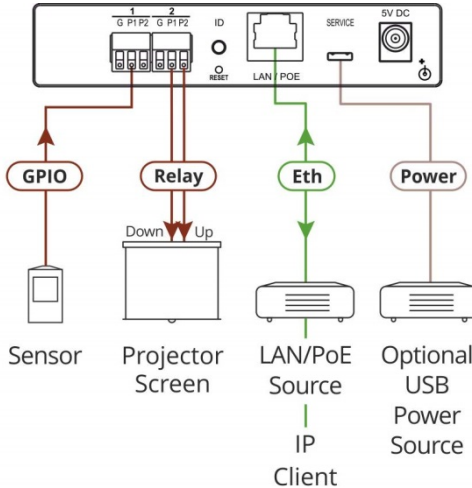 1 2
G P1 P2 G P1 P2
ID
RESET
LAN / POE
SERVICE
5V DC
+
GPIO
Relay
Eth
Power
Down Up
Sensor
Projector
Screen
LAN/PoE
Source
IP
Client
Optional
USB
Power
Source